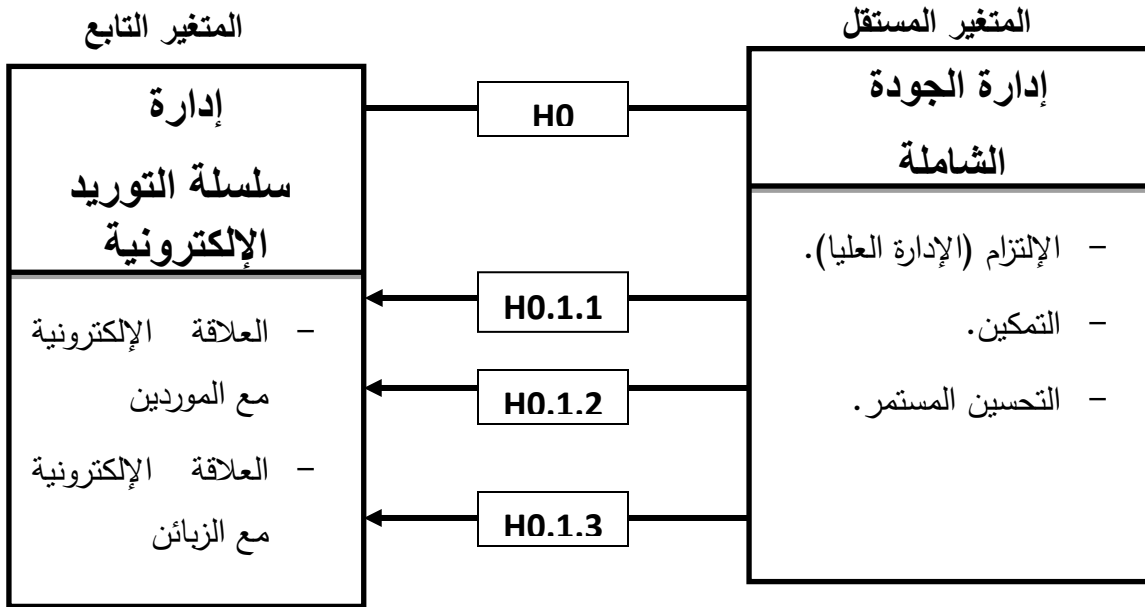 المتغير المستقل
إدارة الجودة
الشاملة
- الإلتزام (الإدارة العليا).
- التمكين.
- التحسين المستمر.
H0
H0.1.1
H0.1.2
H0.1.3
المتغير التابع
إدارة
سلسلة التوريد
الإلكترونية
- العلاقة الإلكترونية
مع الموردين
- العلاقة الإلكترونية
مع الزبائن